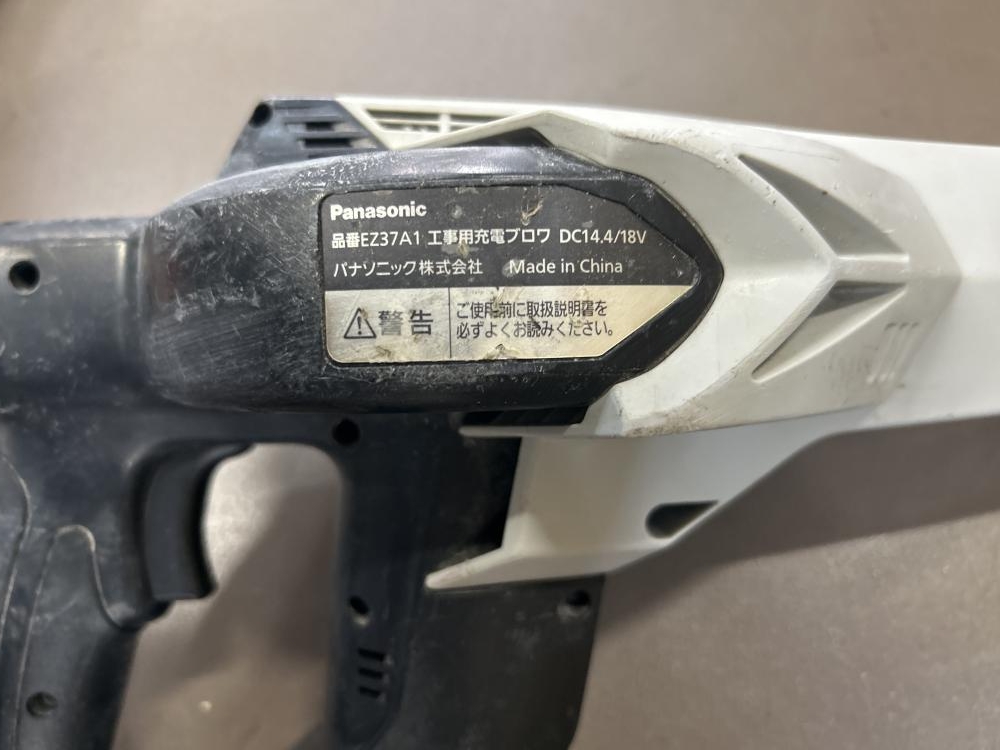 Panasonic
品番EZ37A1 工事用充電ブロワ DC14.4/18V
パナソニック株式会社 Made in China
⚠警告
ご使用前に取扱説明書を
必ずよくお読みください。